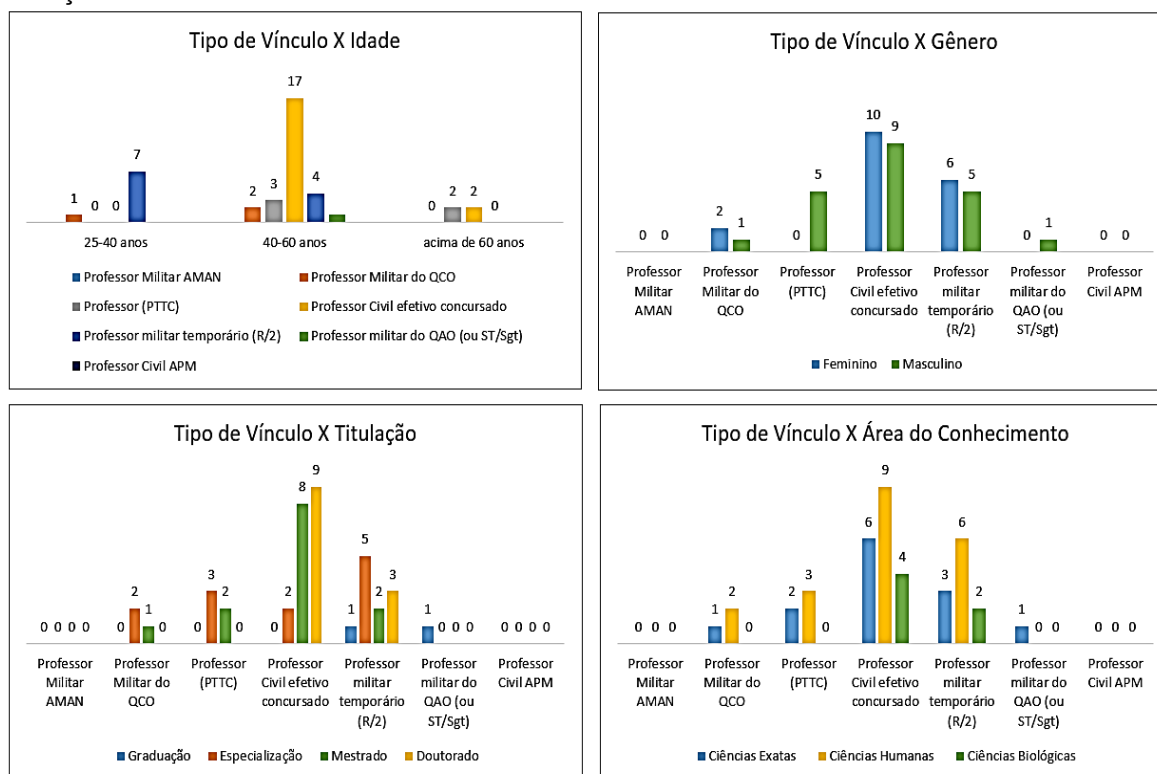 Tipo de Vínculo X Idade
17
7
4
3
2
1
0 0
2 2
0
0
25-40 anos
40-60 anos
acima de 60 anos
Professor Militar AMAN
Professor Militar do QCO
Professor (PTTC)
Professor Civil efetivo concursado
Professor militar temporário (R/2)
Professor militar do QAO (ou ST/Sgt)
Professor Civil APM
Tipo de Vínculo X Gênero
10
9
6
5
5
2
1
1
0 0
0
0
0 0
Professor Militar AMAN
Professor Militar do QCO
Professor (PTTC)
Professor Civil efetivo concursado
Professor militar temporário (R/2)
Professor militar do QAO (ou ST/Sgt)
Professor Civil APM
Feminino
Masculino
Tipo de Vínculo X Titulação
0 0 0 0
0 2 1 0
0 3 2 0
0 2 8 9
1 5 2 3
1 0 0 0
0 0 0 0
Professor Militar AMAN
Professor Militar do QCO
Professor (PTTC)
Professor Civil efetivo concursado
Professor militar temporário (R/2)
Professor militar do QAO (ou ST/Sgt)
Professor Civil APM
Graduação
Especialização
Mestrado
Doutorado
Tipo de Vínculo X Área do Conhecimento
0 0 0
1 2 0
2 3 0
6 9 4
3 6 2
1 0 0
0 0 0
Professor Militar AMAN
Professor Militar do QCO
Professor (PTTC)
Professor Civil efetivo concursado
Professor militar temporário (R/2)
Professor militar do QAO (ou ST/Sgt)
Professor Civil APM
Ciências Exatas
Ciências Humanas
Ciências Biológicas